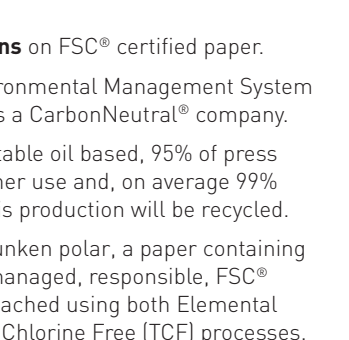 ns on FSC® certified paper.
ronmental Management System
s a CarbonNeutral® company.
table oil based, 95% of press
her use and, on average 99%
is production will be recycled.
unken polar, a paper containing
managed, responsible, FSC®
ached using both Elemental
Chlorine Free (TCF) processes.